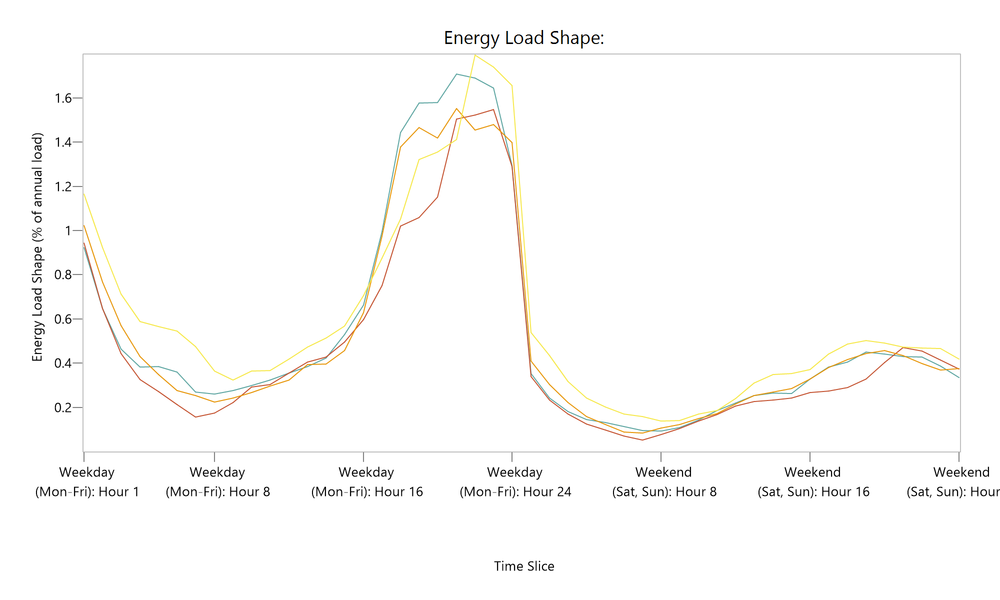 Energy Load Shape:
Energy Load Shape (% of annual load)
1.6
1.4
1.2
1
0.8
0.6
0.4
0.2
Weekday
(Mon-Fri): Hour 1
Weekday
(Mon-Fri): Hour 8
Weekday
(Mon-Fri): Hour 16
Weekday
(Mon-Fri): Hour 24
Weekend
(Sat, Sun): Hour 8
Weekend
(Sat, Sun): Hour 16
Weekend
(Sat, Sun): Hour
Time Slice